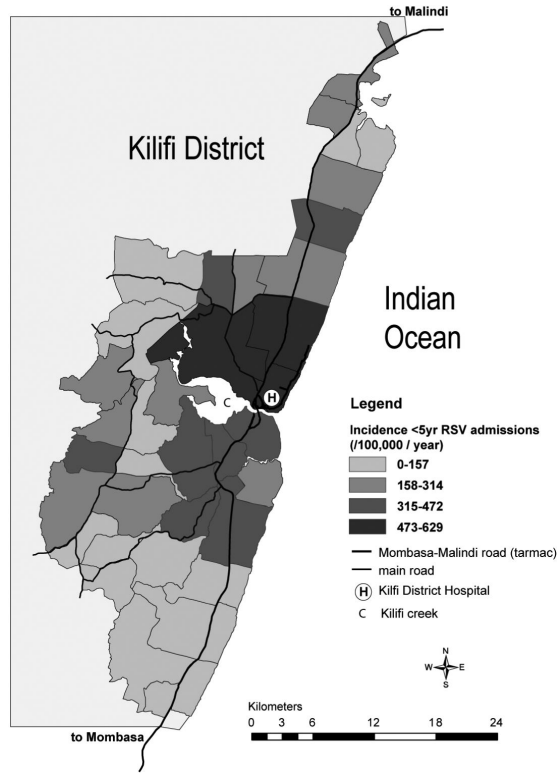 to Malindi
Kilifi District
Indian
Ocean
H
C
Legend
Incidence <5yr RSV admissions
(/100,000 / year)
0-157
158-314
315-472
473-629
Mombasa-Malindi road (tarmac)
main road
H Kilfi District Hospital
C Kilifi creek
N
W E
S
Kilometers
0 1 3 6 12 18 24
to Mombasa